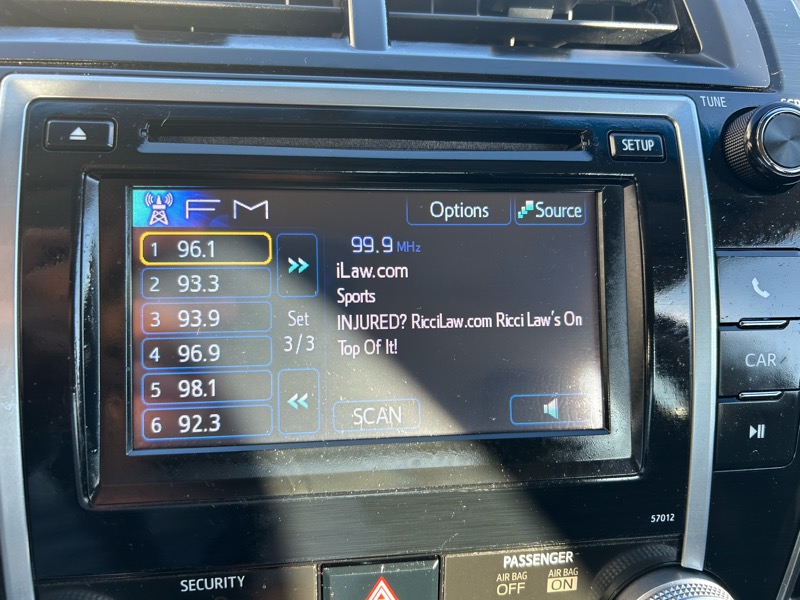 TUNE
SETUP
FM
Options
Source
1 96.1
2 93.3
3 93.9
4 96.9
5 98.1
6 92.3
Set
3/3
99.9 MHz
iLaw.com
Sports
INJURED? RicciLaw.com Ricci Law's On
Top Of It!
SCAN
CAR
57012
SECURITY
PASSENGER
AIR BAG
OFF
AIR BAG
ON